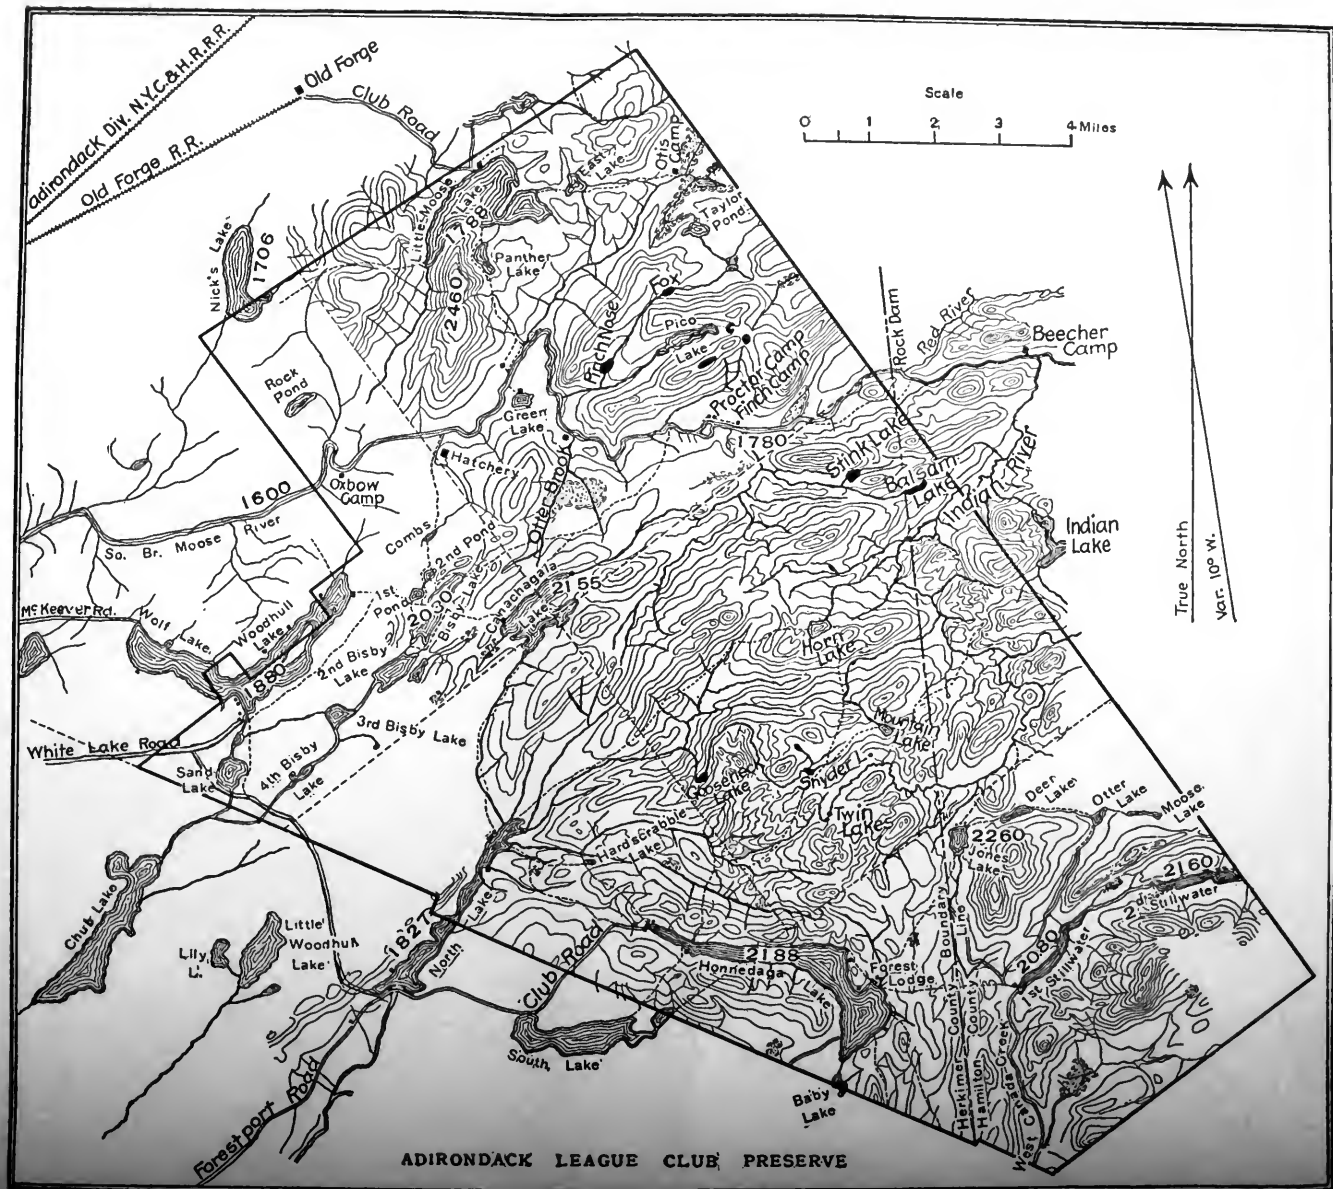 adirondack Div. N.Y.C.&H.R.R.R.
Old Forge R.R.
Old Forge
Club Road
Scale
0 1 2 3 4 Miles
Little Moose Lake
1788
East Lake
Otis Camp
Taylor Pond
Nick's Lake
1706
Panther Lake
2460
Fox
Finch Nose
Pico Lake
Proctor Camp
Finch Camp
Rock Dam
Red River
Beecher Camp
Rock Pond
Green Lake
1780
Hatchery
Sink Lake
Balsam Lake
Indian River
Indian Lake
Oxbow Camp
1600
So. Br. Moose River
Otter Brook
Combs
True North
Var. 10° W.
McKeever Rd.
Wolf Lake
Woodhull Lake
1880
1st Pond
2nd Pond
2030
Bisby Lake
Canachagala Lake
2155
2nd Bisby Lake
3rd Bisby Lake
4th Bisby Lake
Horn Lake
Mountain Lake
White Lake Road
Sand Lake
Gooseneck Lake
Snyder L.
Twin Lakes
Deer Lake
Otter Lake
Moose Lake
Hardscrabble Lake
2260
Jones Lake
2160
2d Stillwater
Chub Lake
Lily L.
Little Woodhull Lake
1827
North Lake
Club Road
2188
Honnedaga Lake
Forest Lodge
Boundary Line
2080
1st Stillwater
South Lake
Baby Lake
Herkimer County
Hamilton County
West Canada Creek
Forestport Road
ADIRONDACK LEAGUE CLUB PRESERVE